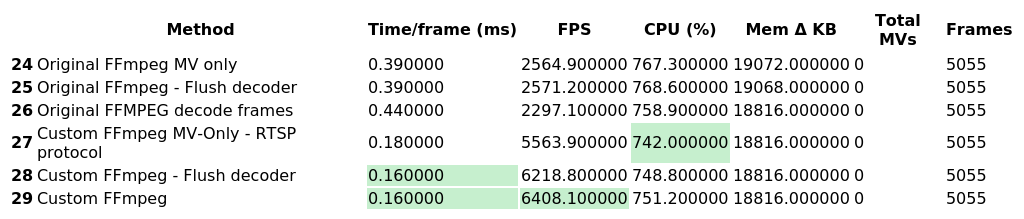 Method Time/frame (ms) FPS CPU (%) Mem Δ KB Total MVs Frames
24 Original FFmpeg MV only 0.390000 2564.900000 767.300000 19072.000000 0 5055
25 Original FFmpeg - Flush decoder 0.390000 2571.200000 768.600000 19068.000000 0 5055
26 Original FFMPEG decode frames 0.440000 2297.100000 758.900000 18816.000000 0 5055
27 Custom FFmpeg MV-Only - RTSP protocol 0.180000 5563.900000 742.000000 18816.000000 0 5055
28 Custom FFmpeg - Flush decoder 0.160000 6218.800000 748.800000 18816.000000 0 5055
29 Custom FFmpeg 0.160000 6408.100000 751.200000 18816.000000 0 5055